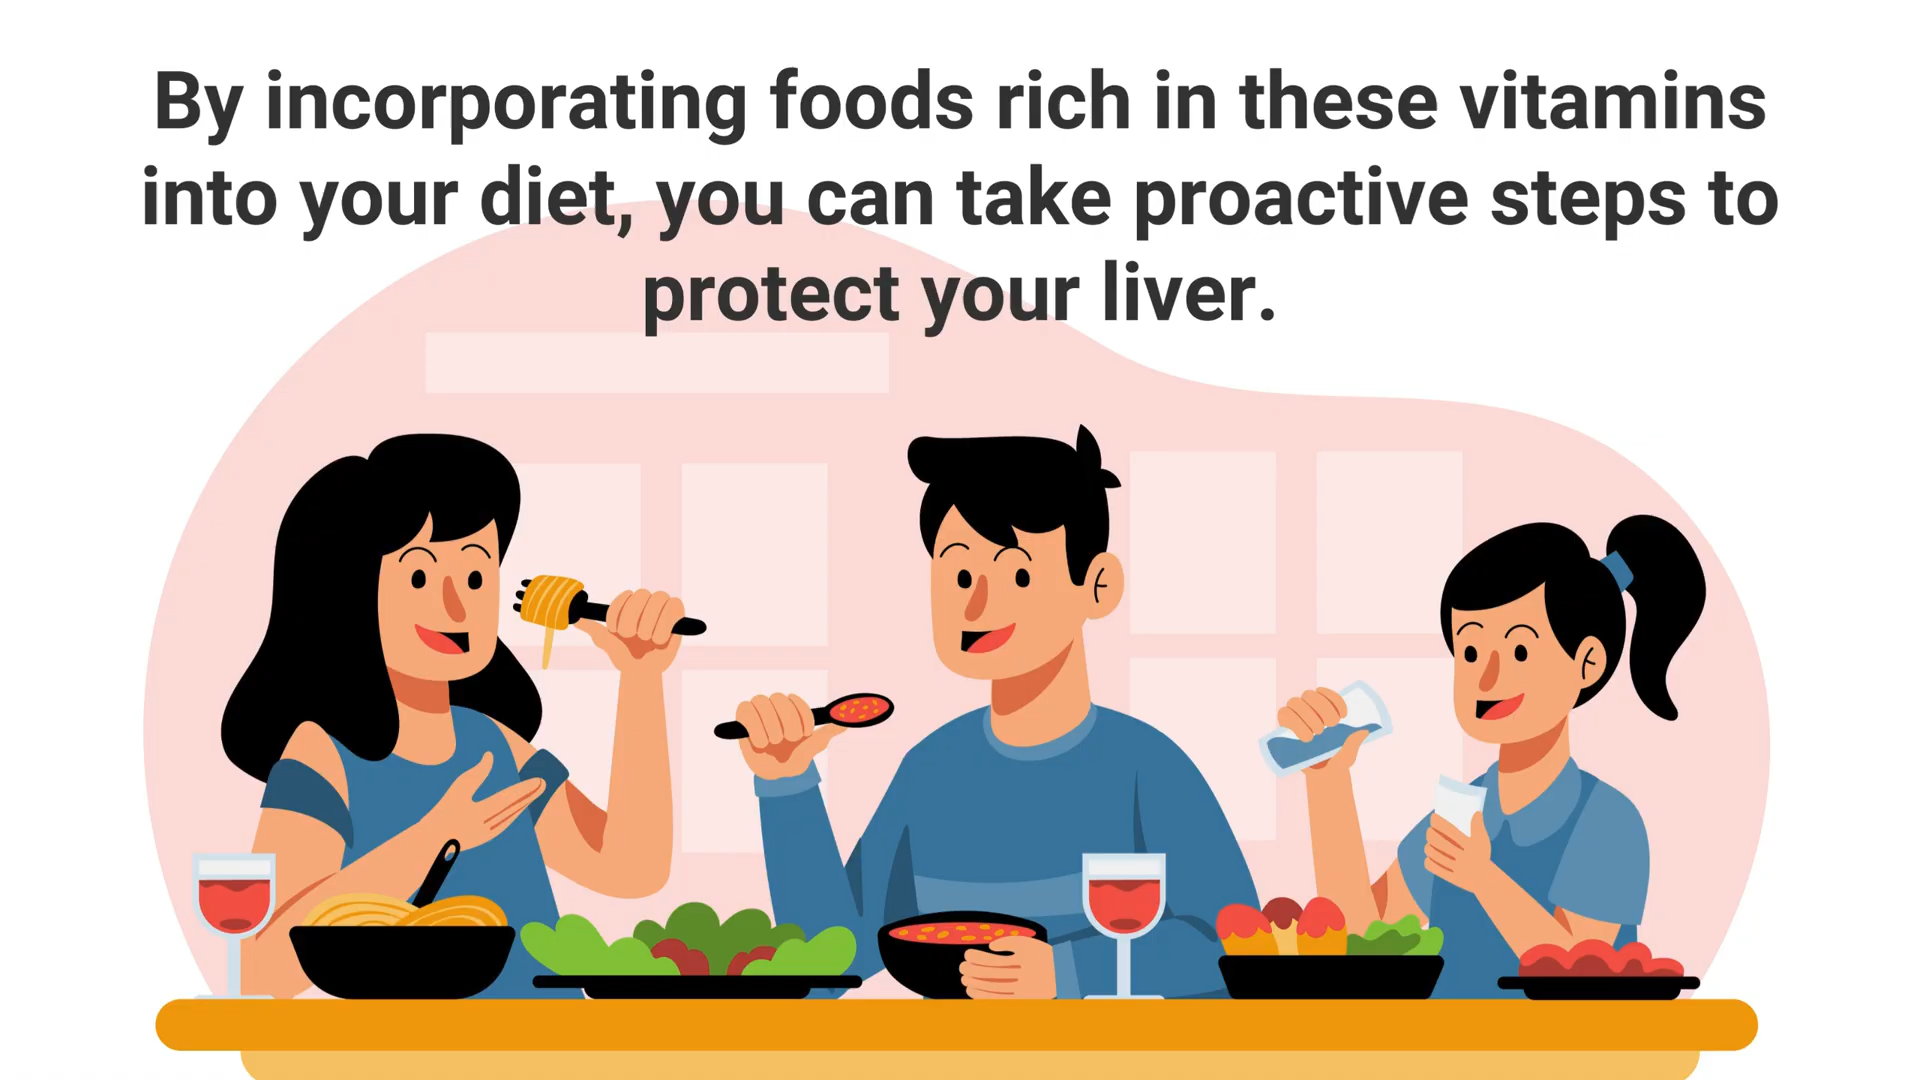 By incorporating foods rich in these vitamins
into your diet, you can take proactive steps to
protect your liver.